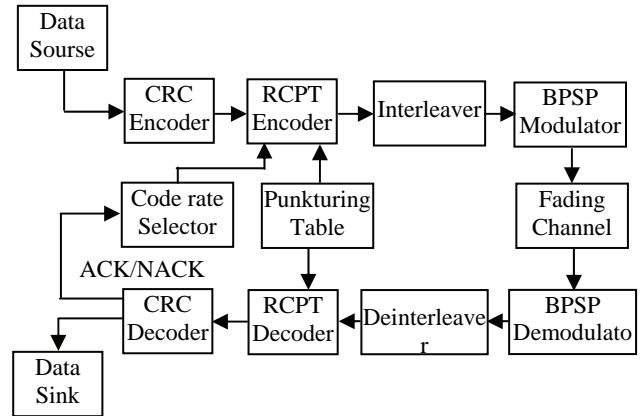 Data
Sourse
CRC
Encoder
RCPT
Encoder
Interleaver
BPSP
Modulator
Code rate
Selector
Punkturing
Table
Fading
Channel
ACK/NACK
CRC
Decoder
RCPT
Decoder
Deinterleave
r
BPSP
Demodulato
Data
Sink